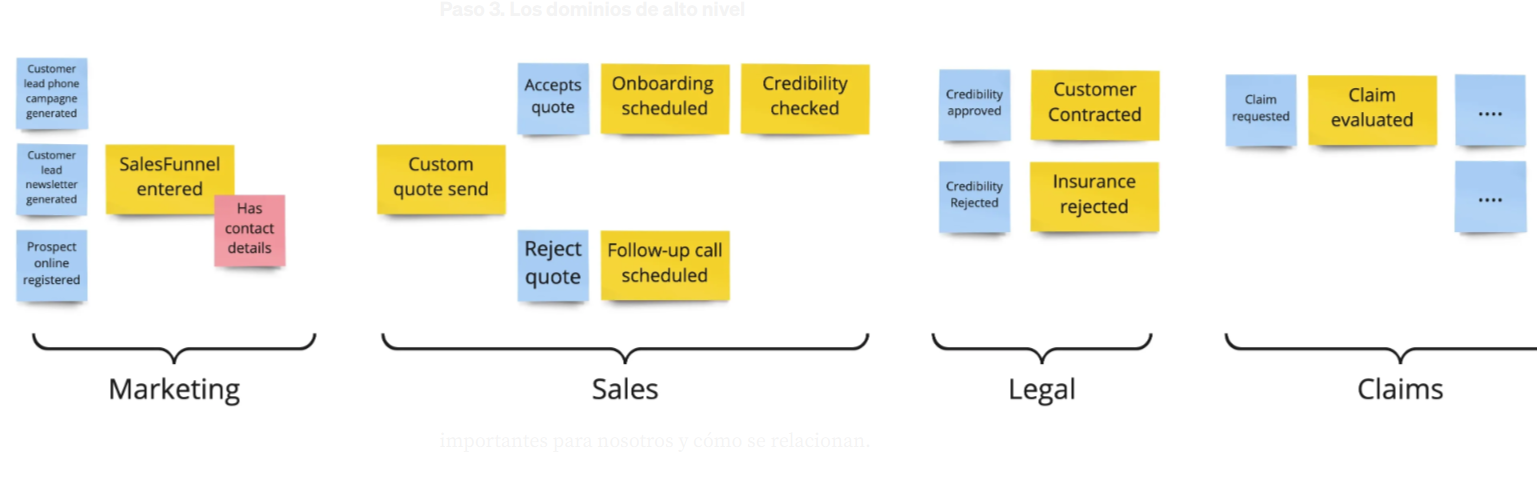 Paso 3. Los dominios de alto nivel
Customer
lead phone
campagne
generated
Customer
lead
newsletter
generated
Prospect
online
registered
SalesFunnel
entered
Has
contact
details
Marketing
Custom
quote send
Accepts
quote
Onboarding
scheduled
Credibility
checked
Reject
quote
Follow-up call
scheduled
Sales
Credibility
approved
Customer
Contracted
Credibility
Rejected
Insurance
rejected
Legal
Claim
requested
Claim
evaluated
....
....
Claims
importantes para nosotros y cómo se relacionan.